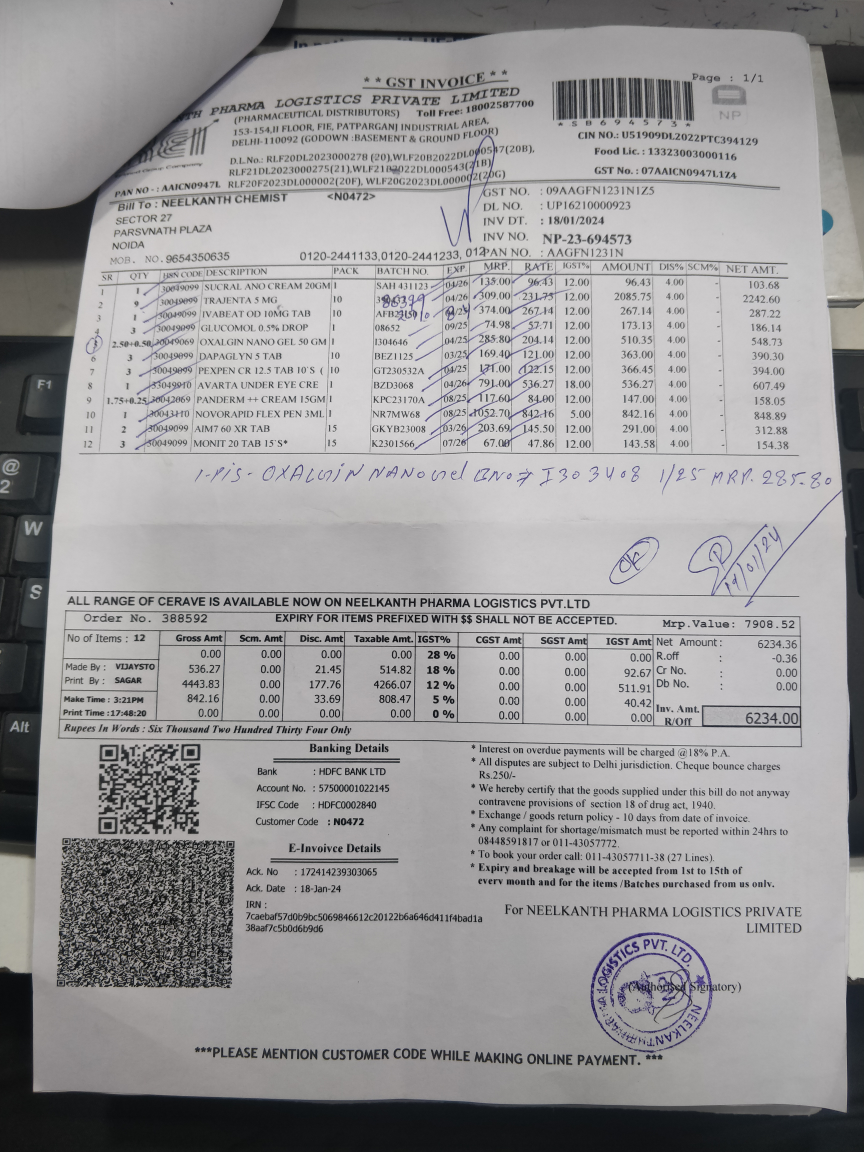 ** GST INVOICE **
Page : 1/1
TH PHARMA LOGISTICS PRIVATE LIMITED
(PHARMACEUTICAL DISTRIBUTORS) Toll Free: 18002587700
153-154,II FLOOR, FIE, PATPARGANJ INDUSTRIAL AREA,
DELHI-110092 (GODOWN :BASEMENT & GROUND FLOOR)
D.L.No.: RLF20DL2023000278 (20),WLF20B2022DL000547(20B),
RLF21DL2023000275(21),WLF21B2022DL000543(21B)
PAN NO - : AAICN0947L RLF20F2023DL000002(20F), WLF20G2023DL000002(20G)
*SB694573*
NP
CIN NO.: U51909DL2022PTC394129
Food Lic. : 13323003000116
GST No. : 07AAICN0947L1Z4
Bill To : NEELKANTH CHEMIST <N0472>
SECTOR 27
PARSVNATH PLAZA
NOIDA
MOB. NO. 9654350635 0120-2441133,0120-2441233, 012
GST NO. : 09AAGFN1231N1Z5
DL NO. : UP16210000923
INV DT. : 18/01/2024
INV NO. NP-23-694573
PAN NO. : AAGFN1231N
SR QTY HSN CODE DESCRIPTION PACK BATCH NO. EXP. MRP. RATE IGST% AMOUNT DIS% SCM% NET AMT.
1 1 30049099 SUCRAL ANO CREAM 20GM 1 SAH 431123 04/26 135.00 96.43 12.00 96.43 4.00 - 103.68
2 9 30049099 TRAJENTA 5 MG 10 04/26 309.00 231.75 12.00 2085.75 4.00 - 2242.60
3 1 30049099 IVABEAT OD 10MG TAB 10 374.00 267.14 12.00 267.14 4.00 - 287.22
4 3 30049099 GLUCOMOL 0.5% DROP 1 08652 09/25 74.98 57.71 12.00 173.13 4.00 - 186.14
5 2.50+0.50 30049069 OXALGIN NANO GEL 50 GM 1 I304646 04/25 285.80 204.14 12.00 510.35 4.00 - 548.73
6 3 30049099 DAPAGLYN 5 TAB 10 BEZ1125 03/25 169.40 121.00 12.00 363.00 4.00 - 390.30
7 3 30049099 PEXPEN CR 12.5 TAB 10`S ( 10 GT230532A 04/25 171.00 122.15 12.00 366.45 4.00 - 394.00
8 1 33049910 AVARTA UNDER EYE CRE 1 BZD3068 04/26 791.00 536.27 18.00 536.27 4.00 - 607.49
9 1.75+0.25 30042069 PANDERM ++ CREAM 15GM 1 KPC23170A 08/25 117.60 84.00 12.00 147.00 4.00 - 158.05
10 1 30043110 NOVORAPID FLEX PEN 3ML 1 NR7MW68 08/25 1052.70 842.16 5.00 842.16 4.00 - 848.89
11 2 30049099 AIM7 60 XR TAB 15 GKYB23008 03/26 203.69 145.50 12.00 291.00 4.00 - 312.88
12 3 30049099 MONIT 20 TAB 15`S* 15 K2301566 07/26 67.00 47.86 12.00 143.58 4.00 - 154.38
1-Pis- OXALGIN NANO Gel BNO# I303408 1/25 MRP. 285.80
OK
19/01/24
ALL RANGE OF CERAVE IS AVAILABLE NOW ON NEELKANTH PHARMA LOGISTICS PVT.LTD
Order No. 388592 EXPIRY FOR ITEMS PREFIXED WITH $$ SHALL NOT BE ACCEPTED. Mrp.Value: 7908.52
No of Items : 12 Gross Amt Scm. Amt Disc. Amt Taxable Amt. IGST% CGST Amt SGST Amt IGST Amt Net Amount : 6234.36
0.00 0.00 0.00 0.00 28 % 0.00 0.00 0.00 R.off -0.36
Made By : VIJAYSTO 536.27 0.00 21.45 514.82 18 % 0.00 0.00 92.67 Cr No. : 0.00
Print By : SAGAR 4443.83 0.00 177.76 4266.07 12 % 0.00 0.00 511.91 Db No. : 0.00
Make Time : 3:21PM 842.16 0.00 33.69 808.47 5 % 0.00 0.00 40.42
Print Time :17:48:20 0.00 0.00 0.00 0.00 0 % 0.00 0.00 0.00 Inv. Amt. R/Off 6234.00
Rupees In Words : Six Thousand Two Hundred Thirty Four Only
Banking Details
Bank : HDFC BANK LTD
Account No. : 57500001022145
IFSC Code : HDFC0002840
Customer Code : N0472
E-Invoivce Details
Ack. No : 172414239303065
Ack. Date : 18-Jan-24
IRN :
7caebaf57d0b9bc5069846612c20122b6a646d411f4bad1a
38aaf7c5b0d6b9d6
* Interest on overdue payments will be charged @18% P.A.
* All disputes are subject to Delhi jurisdiction. Cheque bounce charges
Rs.250/-
* We hereby certify that the goods supplied under this bill do not anyway
contravene provisions of section 18 of drug act, 1940.
* Exchange / goods return policy - 10 days from date of invoice.
* Any complaint for shortage/mismatch must be reported within 24hrs to
08448591817 or 011-43057772.
* To book your order call: 011-43057711-38 (27 Lines).
* Expiry and breakage will be accepted from 1st to 15th of
every month and for the items /Batches purchased from us only.
For NEELKANTH PHARMA LOGISTICS PRIVATE
LIMITED
(Authorised Signatory)
NEELKANTH PHARMA LOGISTICS PVT. LTD.
***PLEASE MENTION CUSTOMER CODE WHILE MAKING ONLINE PAYMENT. ***
F1
@
2
W
S
Alt